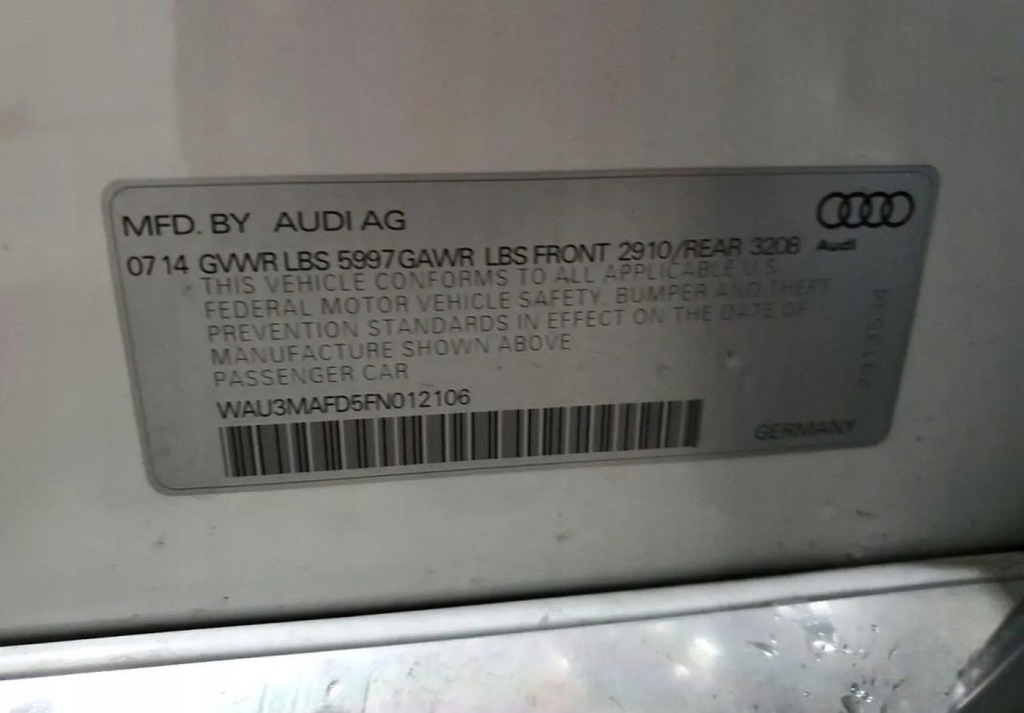 MFD. BY AUDI AG
Audi
07 14 GVWR LBS 5997 GAWR LBS FRONT 2910/REAR 3208
THIS VEHICLE CONFORMS TO ALL APPLICABLE U.S.
FEDERAL MOTOR VEHICLE SAFETY, BUMPER AND THEFT
PREVENTION STANDARDS IN EFFECT ON THE DATE OF
MANUFACTURE SHOWN ABOVE
PASSENGER CAR
WAU3MAFD5FN012106
GERMANY